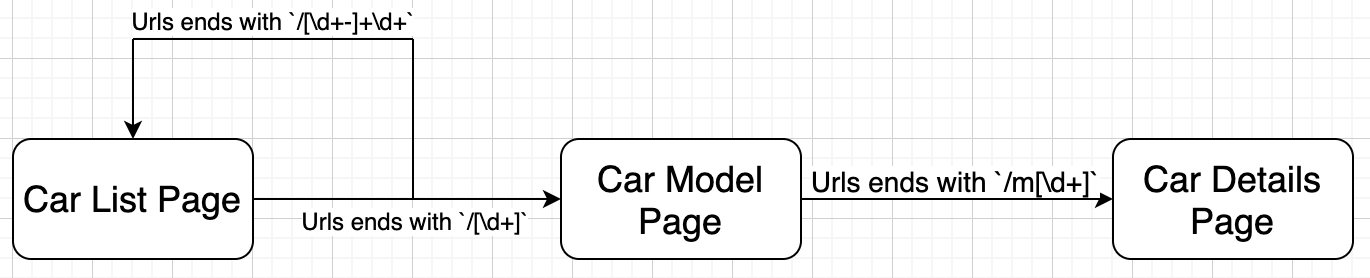 Urls ends with `/[\d+-]+\d+`
Car List Page
Urls ends with `/[\d+]`
Car Model
Page
Urls ends with `/m[\d+]`
Car Details
Page